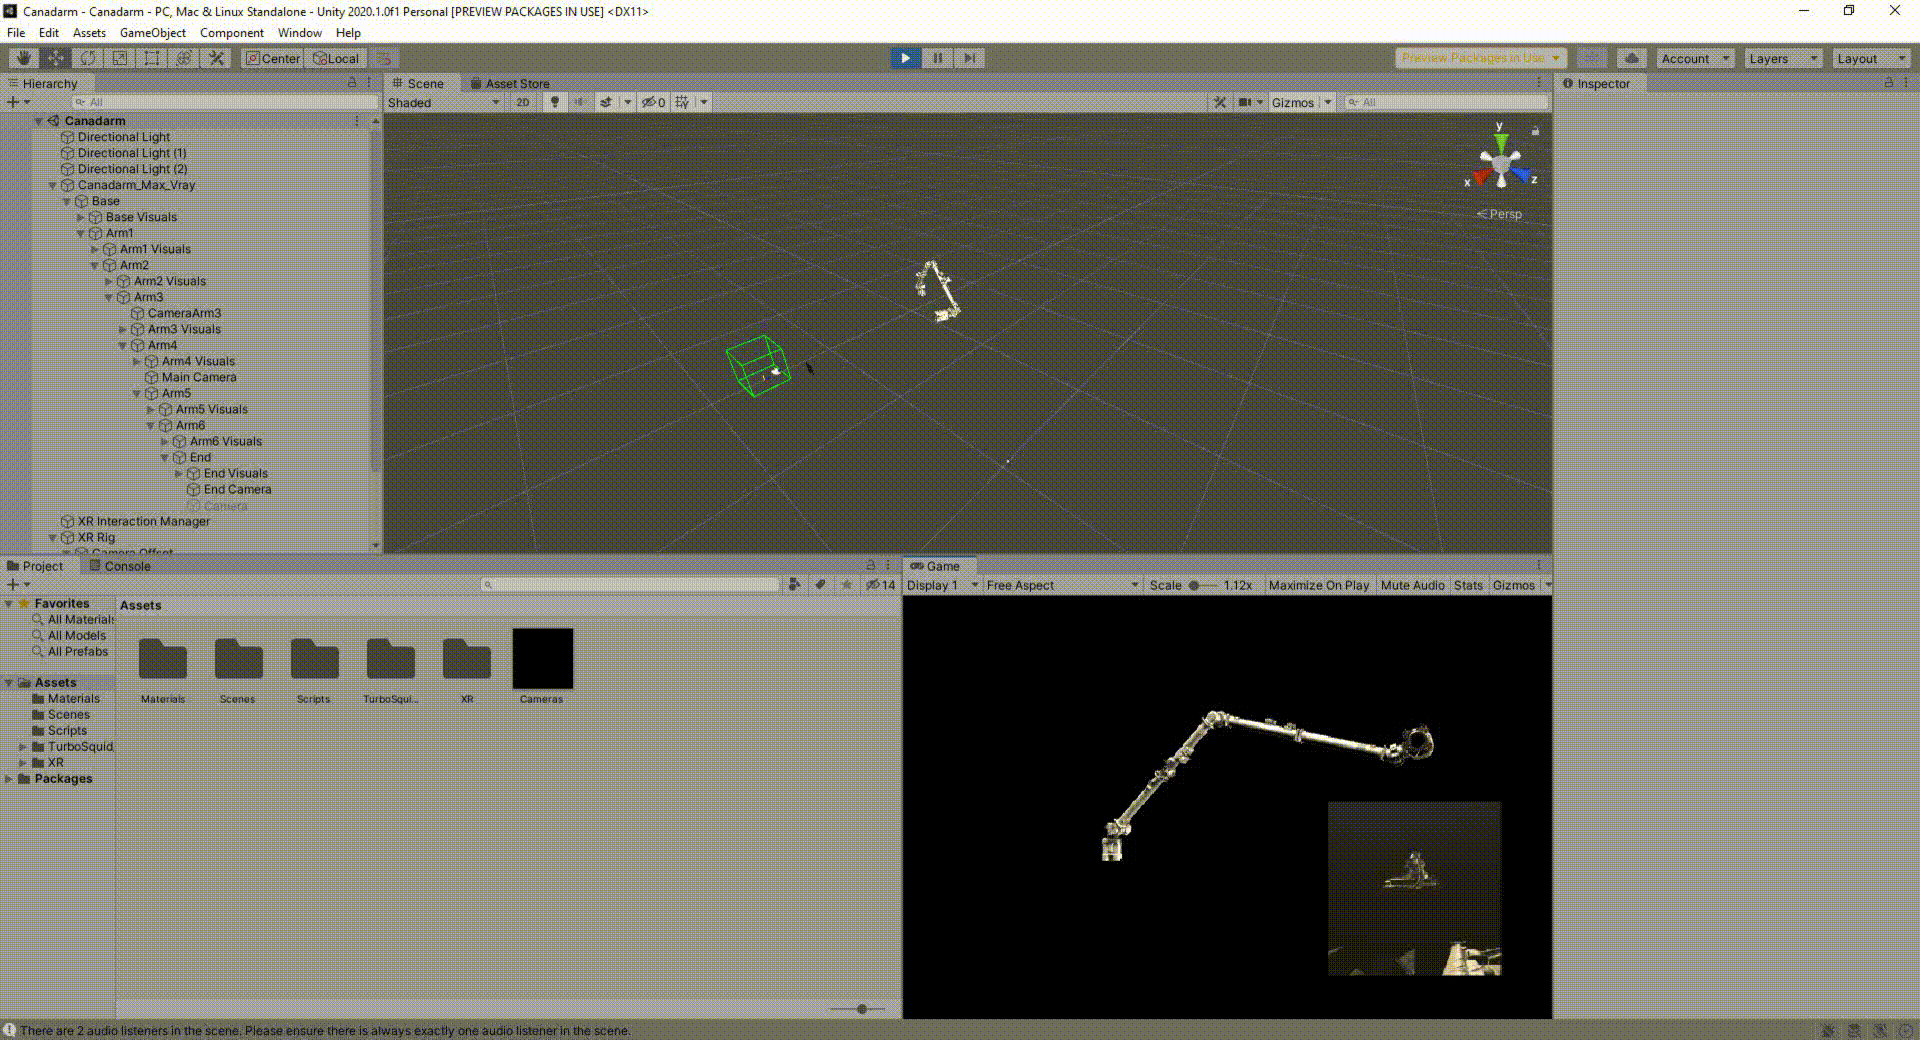 Canadarm - Canadarm - PC, Mac & Linux Standalone - Unity 2020.1.0f1 Personal [PREVIEW PACKAGES IN USE] <DX11>
File Edit Assets GameObject Component Window Help
Center Local Preview Packages in Use Account Layers Layout
Hierarchy
All
Canadarm
Directional Light
Directional Light (1)
Directional Light (2)
Canadarm_Max_Vray
Base
Base Visuals
Arm1
Arm1 Visuals
Arm2
Arm2 Visuals
Arm3
CameraArm3
Arm3 Visuals
Arm4
Arm4 Visuals
Main Camera
Arm5
Arm5 Visuals
Arm6
Arm6 Visuals
End
End Visuals
End Camera
Camera
XR Interaction Manager
XR Rig
Camera Offset
Scene Asset Store
Shaded 2D 0 Gizmos All
y
x z
Persp
Inspector
Project Console
14
Favorites
All Materials
All Models
All Prefabs
Assets
Materials
Scenes
Scripts
TurboSquid
XR
Packages
Assets
Materials Scenes Scripts TurboSqui... XR Cameras
Game
Display 1 Free Aspect Scale 1.12x Maximize On Play Mute Audio Stats Gizmos
There are 2 audio listeners in the scene. Please ensure there is always exactly one audio listener in the scene.